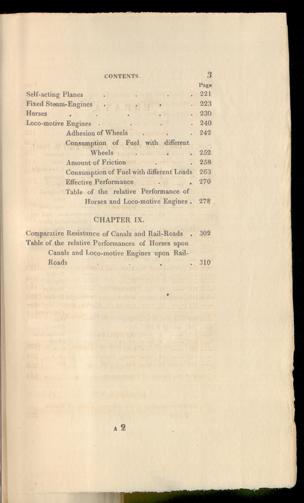 CONTENTS. 3
Page
Self-acting Planes . . . . 221
Fixed Steam-Engines . . . . 223
Horses . . . . 230
Loco-motive Engines . . . . 240
Adhesion of Wheels . . . 242
Consumption of Fuel with different
Wheels . . . 252
Amount of Friction . . . 258
Consumption of Fuel with different Loads 263
Effective Performance . . 270
Table of the relative Performance of
Horses and Loco-motive Engines . 278
CHAPTER IX.
Comparative Resistance of Canals and Rail-Roads . 302
Table of the relative Performances of Horses upon
Canals and Loco-motive Engines upon Rail-
Roads . . . 310
A 2